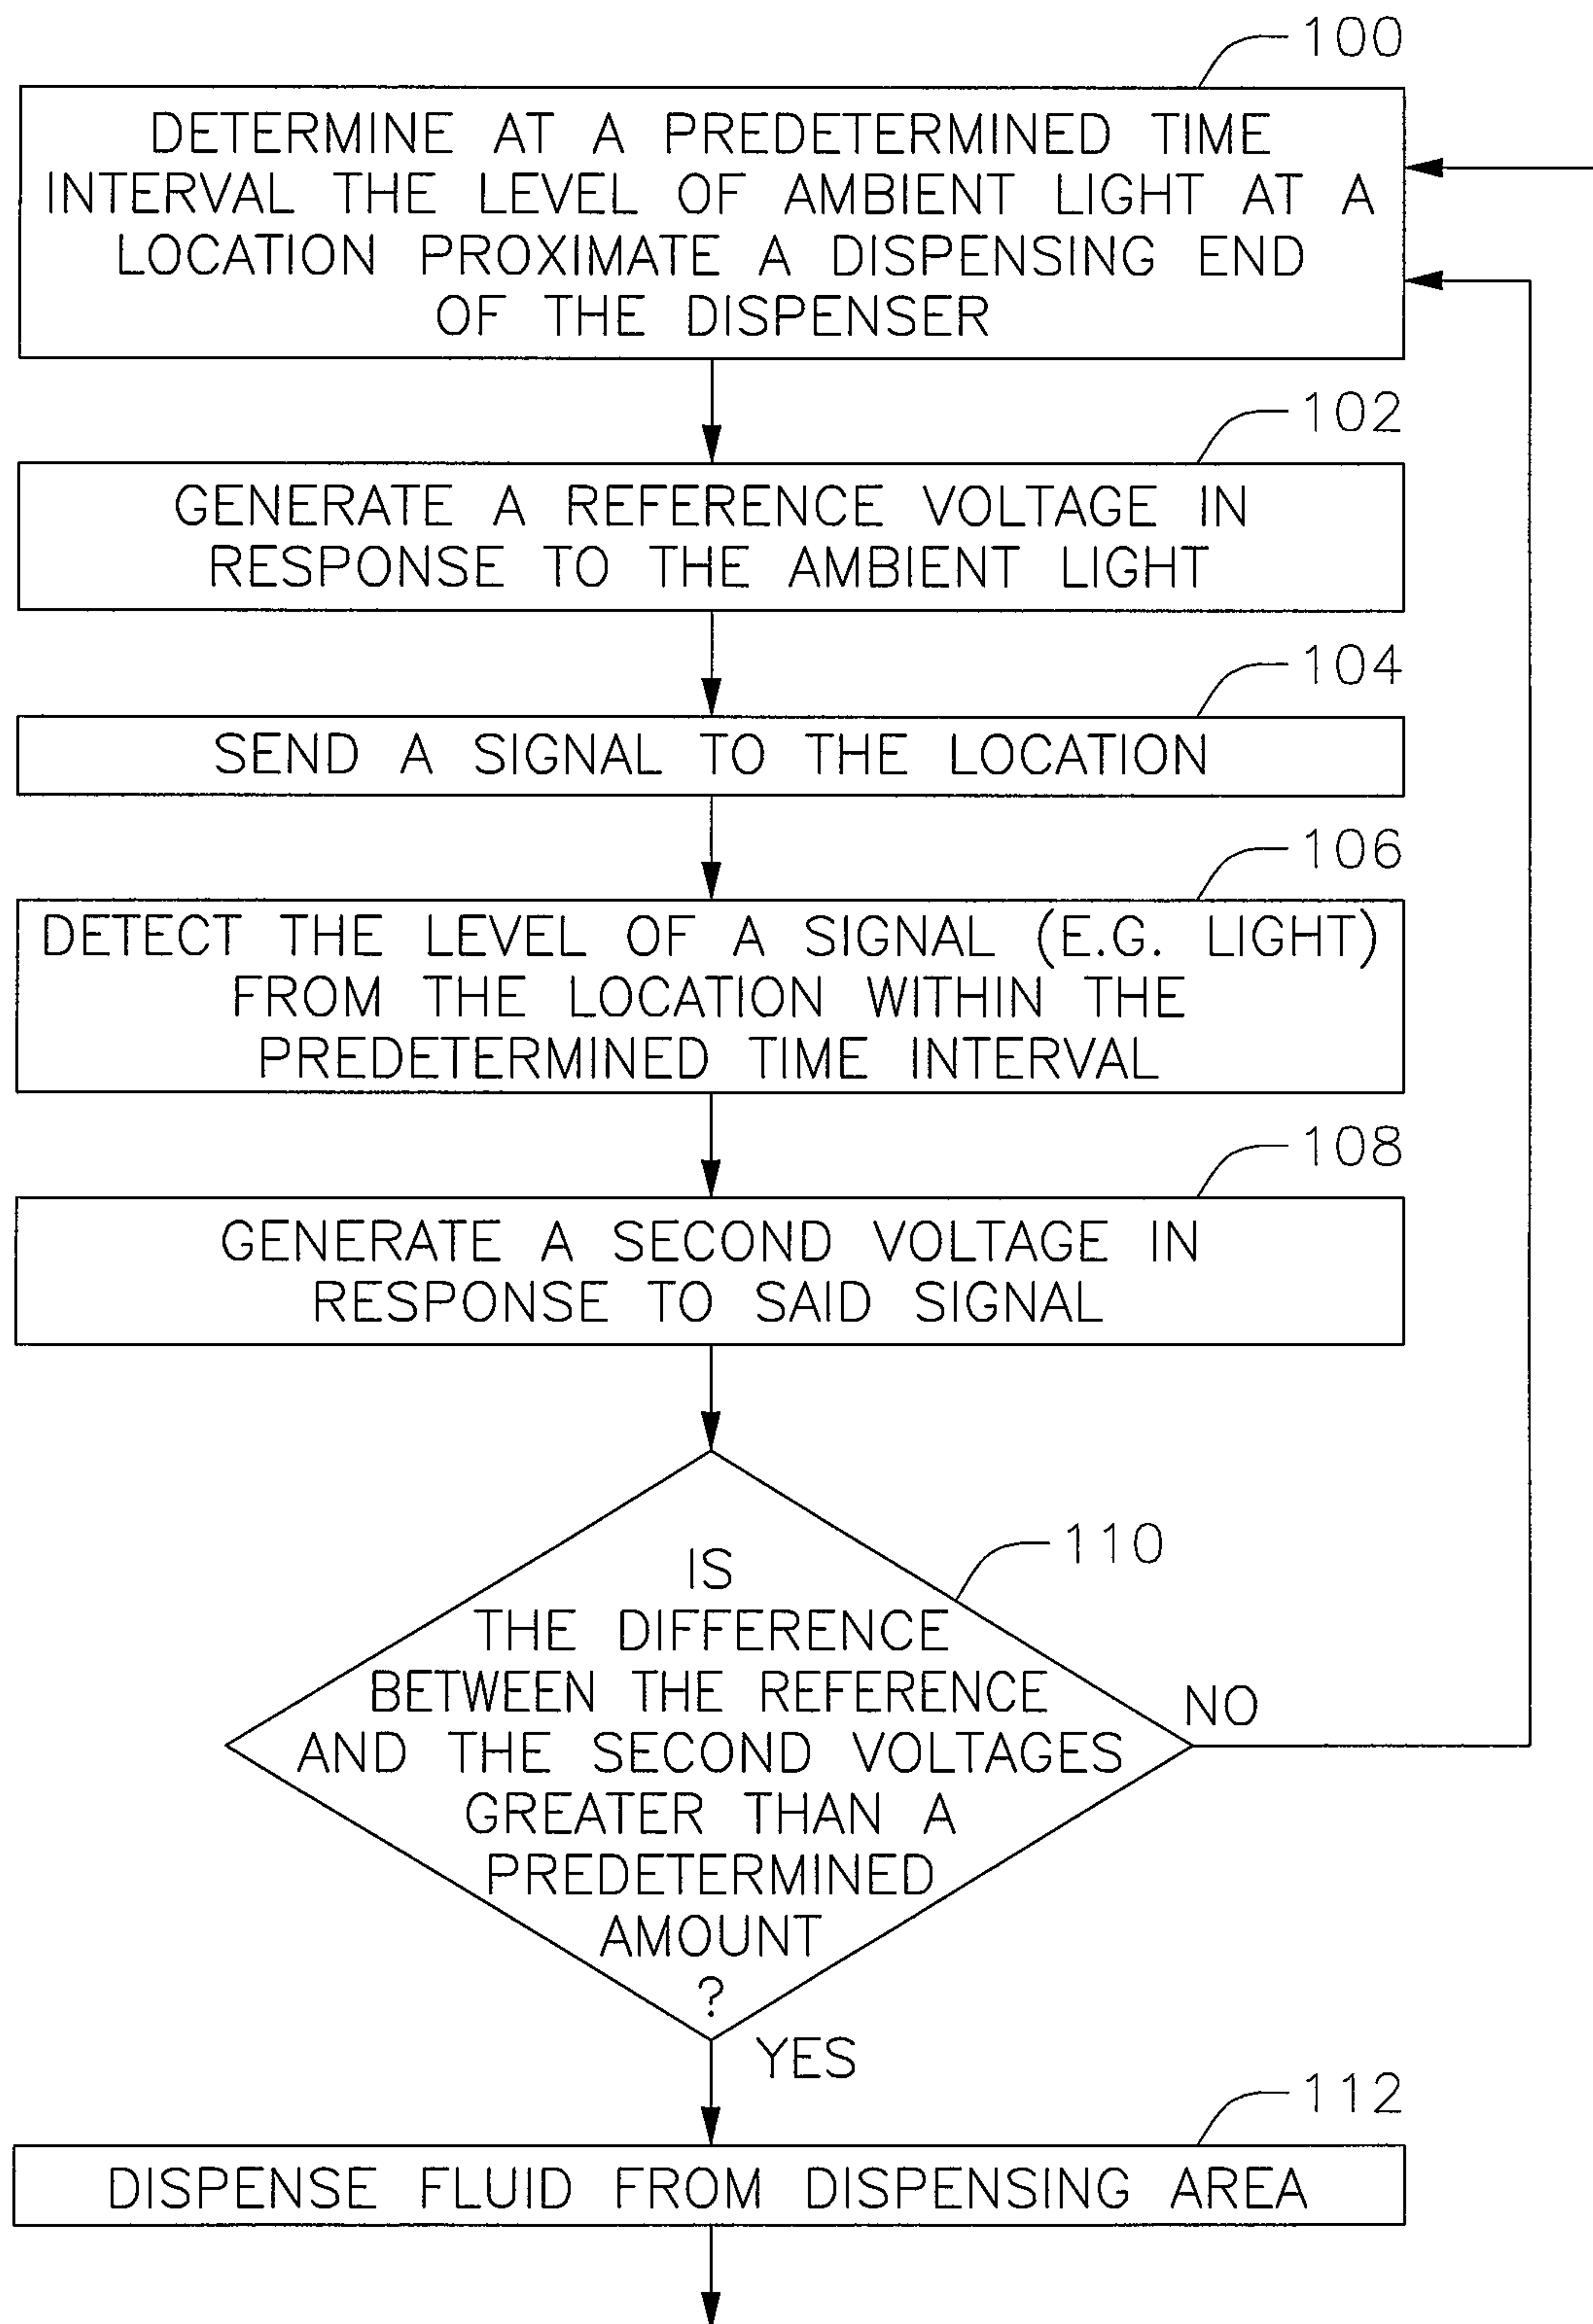 100
DETERMINE AT A PREDETERMINED TIME
INTERVAL THE LEVEL OF AMBIENT LIGHT AT A
LOCATION PROXIMATE A DISPENSING END
OF THE DISPENSER
102
GENERATE A REFERENCE VOLTAGE IN
RESPONSE TO THE AMBIENT LIGHT
104
SEND A SIGNAL TO THE LOCATION
106
DETECT THE LEVEL OF A SIGNAL (E.G. LIGHT)
FROM THE LOCATION WITHIN THE
PREDETERMINED TIME INTERVAL
108
GENERATE A SECOND VOLTAGE IN
RESPONSE TO SAID SIGNAL
110
IS
THE DIFFERENCE
BETWEEN THE REFERENCE
AND THE SECOND VOLTAGES
GREATER THAN A
PREDETERMINED
AMOUNT
?
NO
YES
112
DISPENSE FLUID FROM DISPENSING AREA